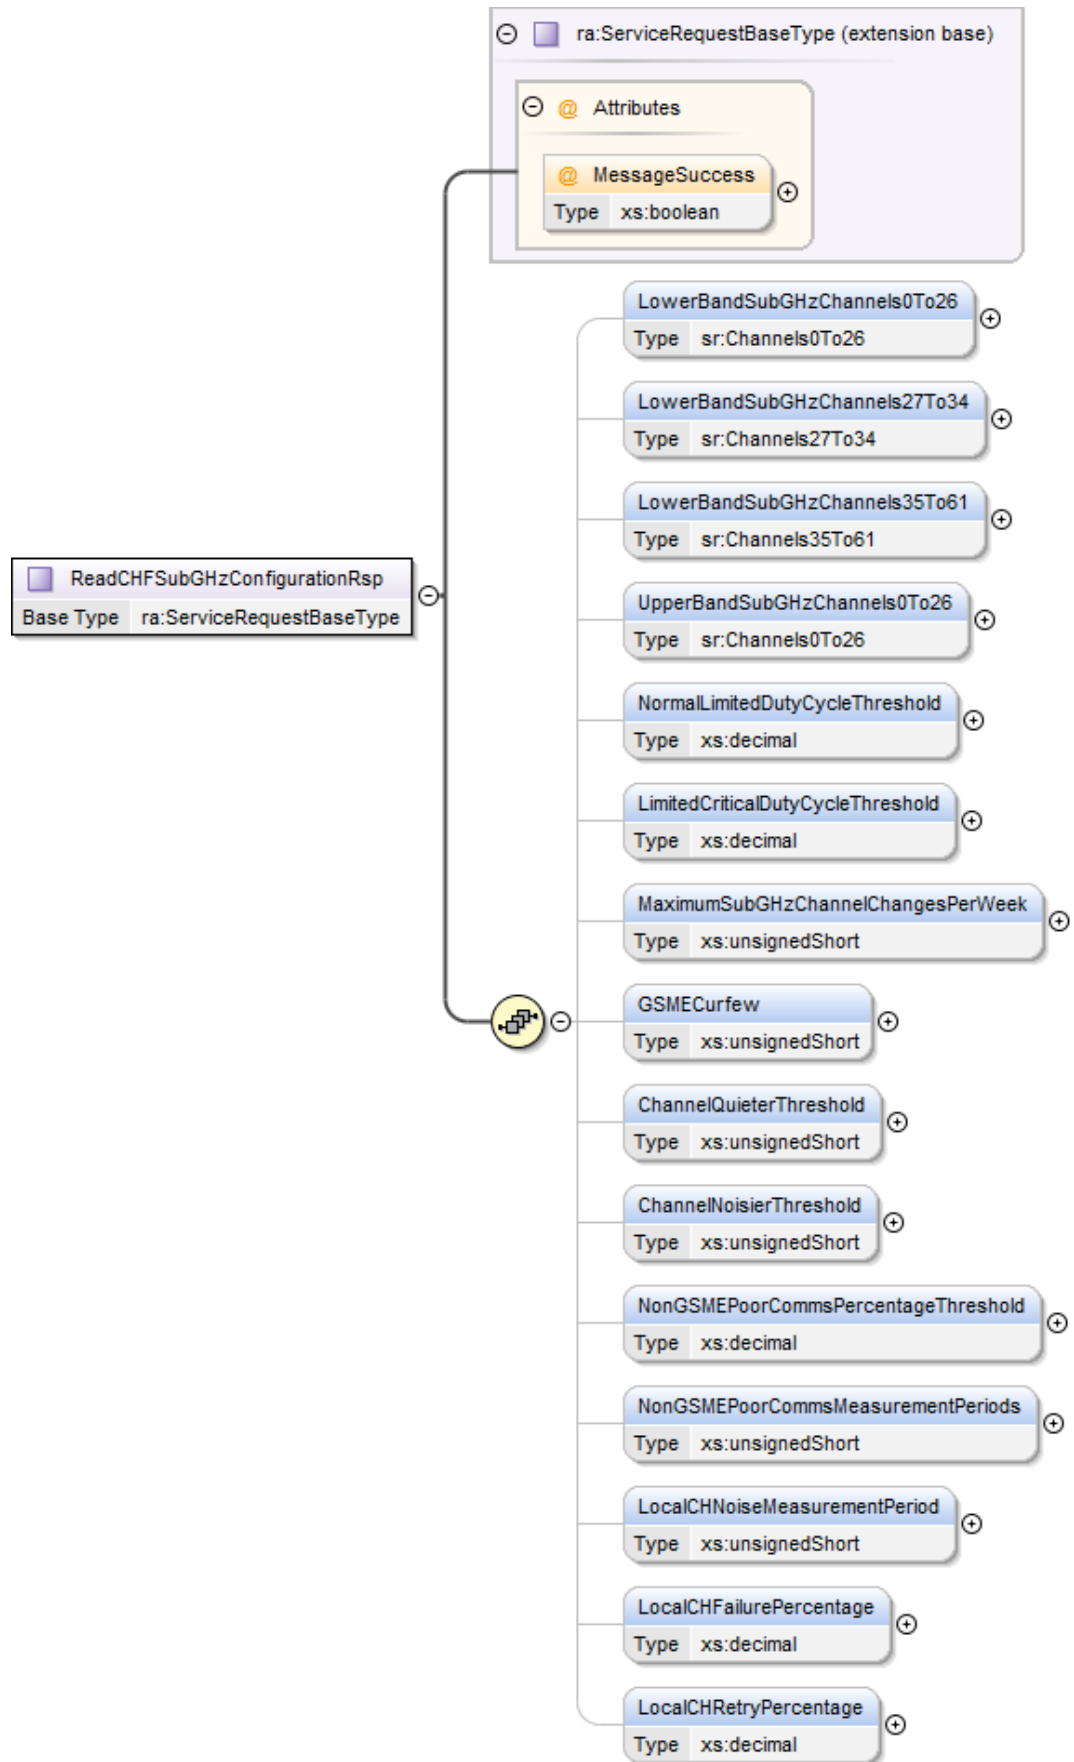 ra:ServiceRequestBaseType (extension base)
@ Attributes
@ MessageSuccess
Type xs:boolean
LowerBandSubGHzChannels0To26
Type sr:Channels0To26
LowerBandSubGHzChannels27To34
Type sr:Channels27To34
LowerBandSubGHzChannels35To61
Type sr:Channels35To61
ReadCHFSubGHzConfigurationRsp
Base Type ra:ServiceRequestBaseType
UpperBandSubGHzChannels0To26
Type sr:Channels0To26
NormalLimitedDutyCycleThreshold
Type xs:decimal
LimitedCriticalDutyCycleThreshold
Type xs:decimal
MaximumSubGHzChannelChangesPerWeek
Type xs:unsignedShort
GSMECurfew
Type xs:unsignedShort
ChannelQuieterThreshold
Type xs:unsignedShort
ChannelNoisierThreshold
Type xs:unsignedShort
NonGSMEPoorCommsPercentageThreshold
Type xs:decimal
NonGSMEPoorCommsMeasurementPeriods
Type xs:unsignedShort
LocalCHNoiseMeasurementPeriod
Type xs:unsignedShort
LocalCHFailurePercentage
Type xs:decimal
LocalCHRetryPercentage
Type xs:decimal